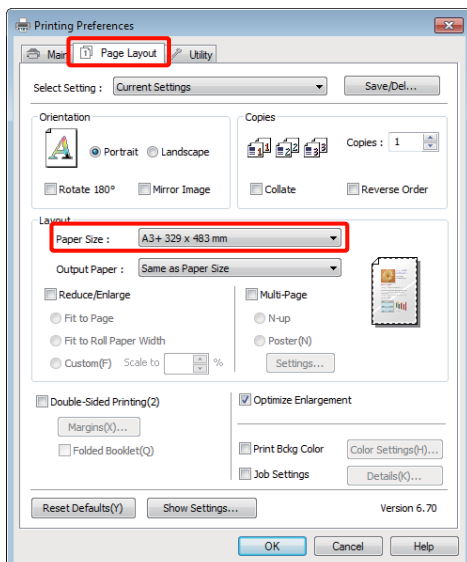 Printing Preferences
Main Page Layout Utility
Select Setting : Current Settings Save/Del...
Orientation Copies
Portrait Landscape Copies : 1
Rotate 180° Mirror Image Collate Reverse Order
Layout
Paper Size : A3+ 329 x 483 mm
Output Paper : Same as Paper Size
Reduce/Enlarge Multi-Page
Fit to Page N-up
Fit to Roll Paper Width Poster(N)
Custom(F) Scale to % Settings...
Double-Sided Printing(2) Optimize Enlargement
Margins(X)...
Folded Booklet(Q) Print Bckg Color Color Settings(H)...
Job Settings Details(K)...
Reset Defaults(Y) Show Settings... Version 6.70
OK Cancel Help